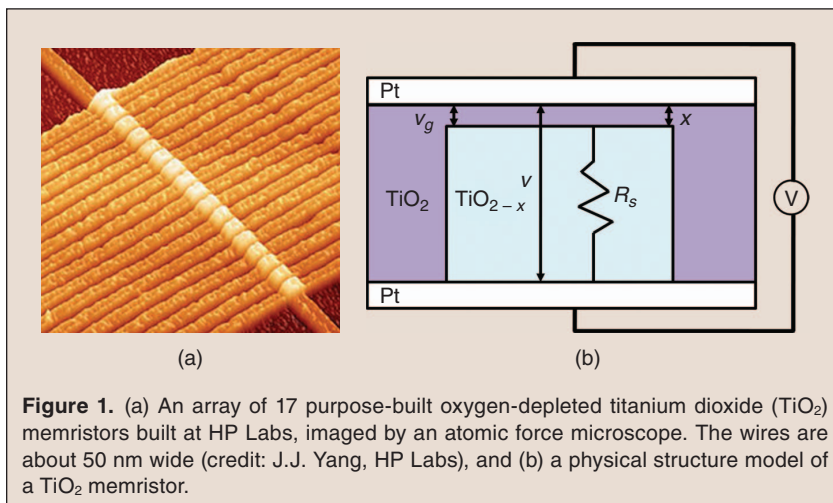 Pt
v_g
x
v
TiO₂
TiO₂₋ₓ
R_s
V
Pt
(a)
(b)
Figure 1. (a) An array of 17 purpose-built oxygen-depleted titanium dioxide (TiO₂)
memristors built at HP Labs, imaged by an atomic force microscope. The wires are
about 50 nm wide (credit: J.J. Yang, HP Labs), and (b) a physical structure model of
a TiO₂ memristor.